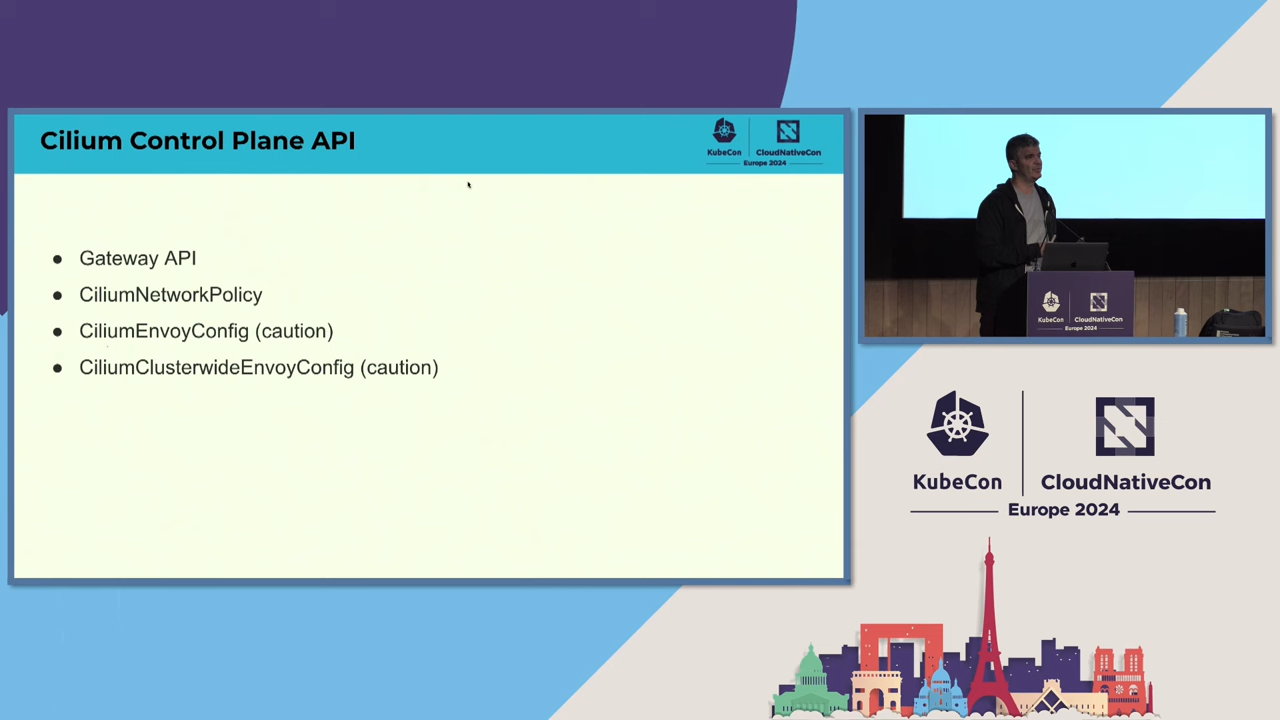 Cilium Control Plane API
KubeCon
CloudNativeCon
Europe 2024
Gateway API
CiliumNetworkPolicy
CiliumEnvoyConfig (caution)
CiliumClusterwideEnvoyConfig (caution)
KubeCon
CloudNativeCon
Europe 2024
KubeCon
CloudNativeCon
Europe 2024